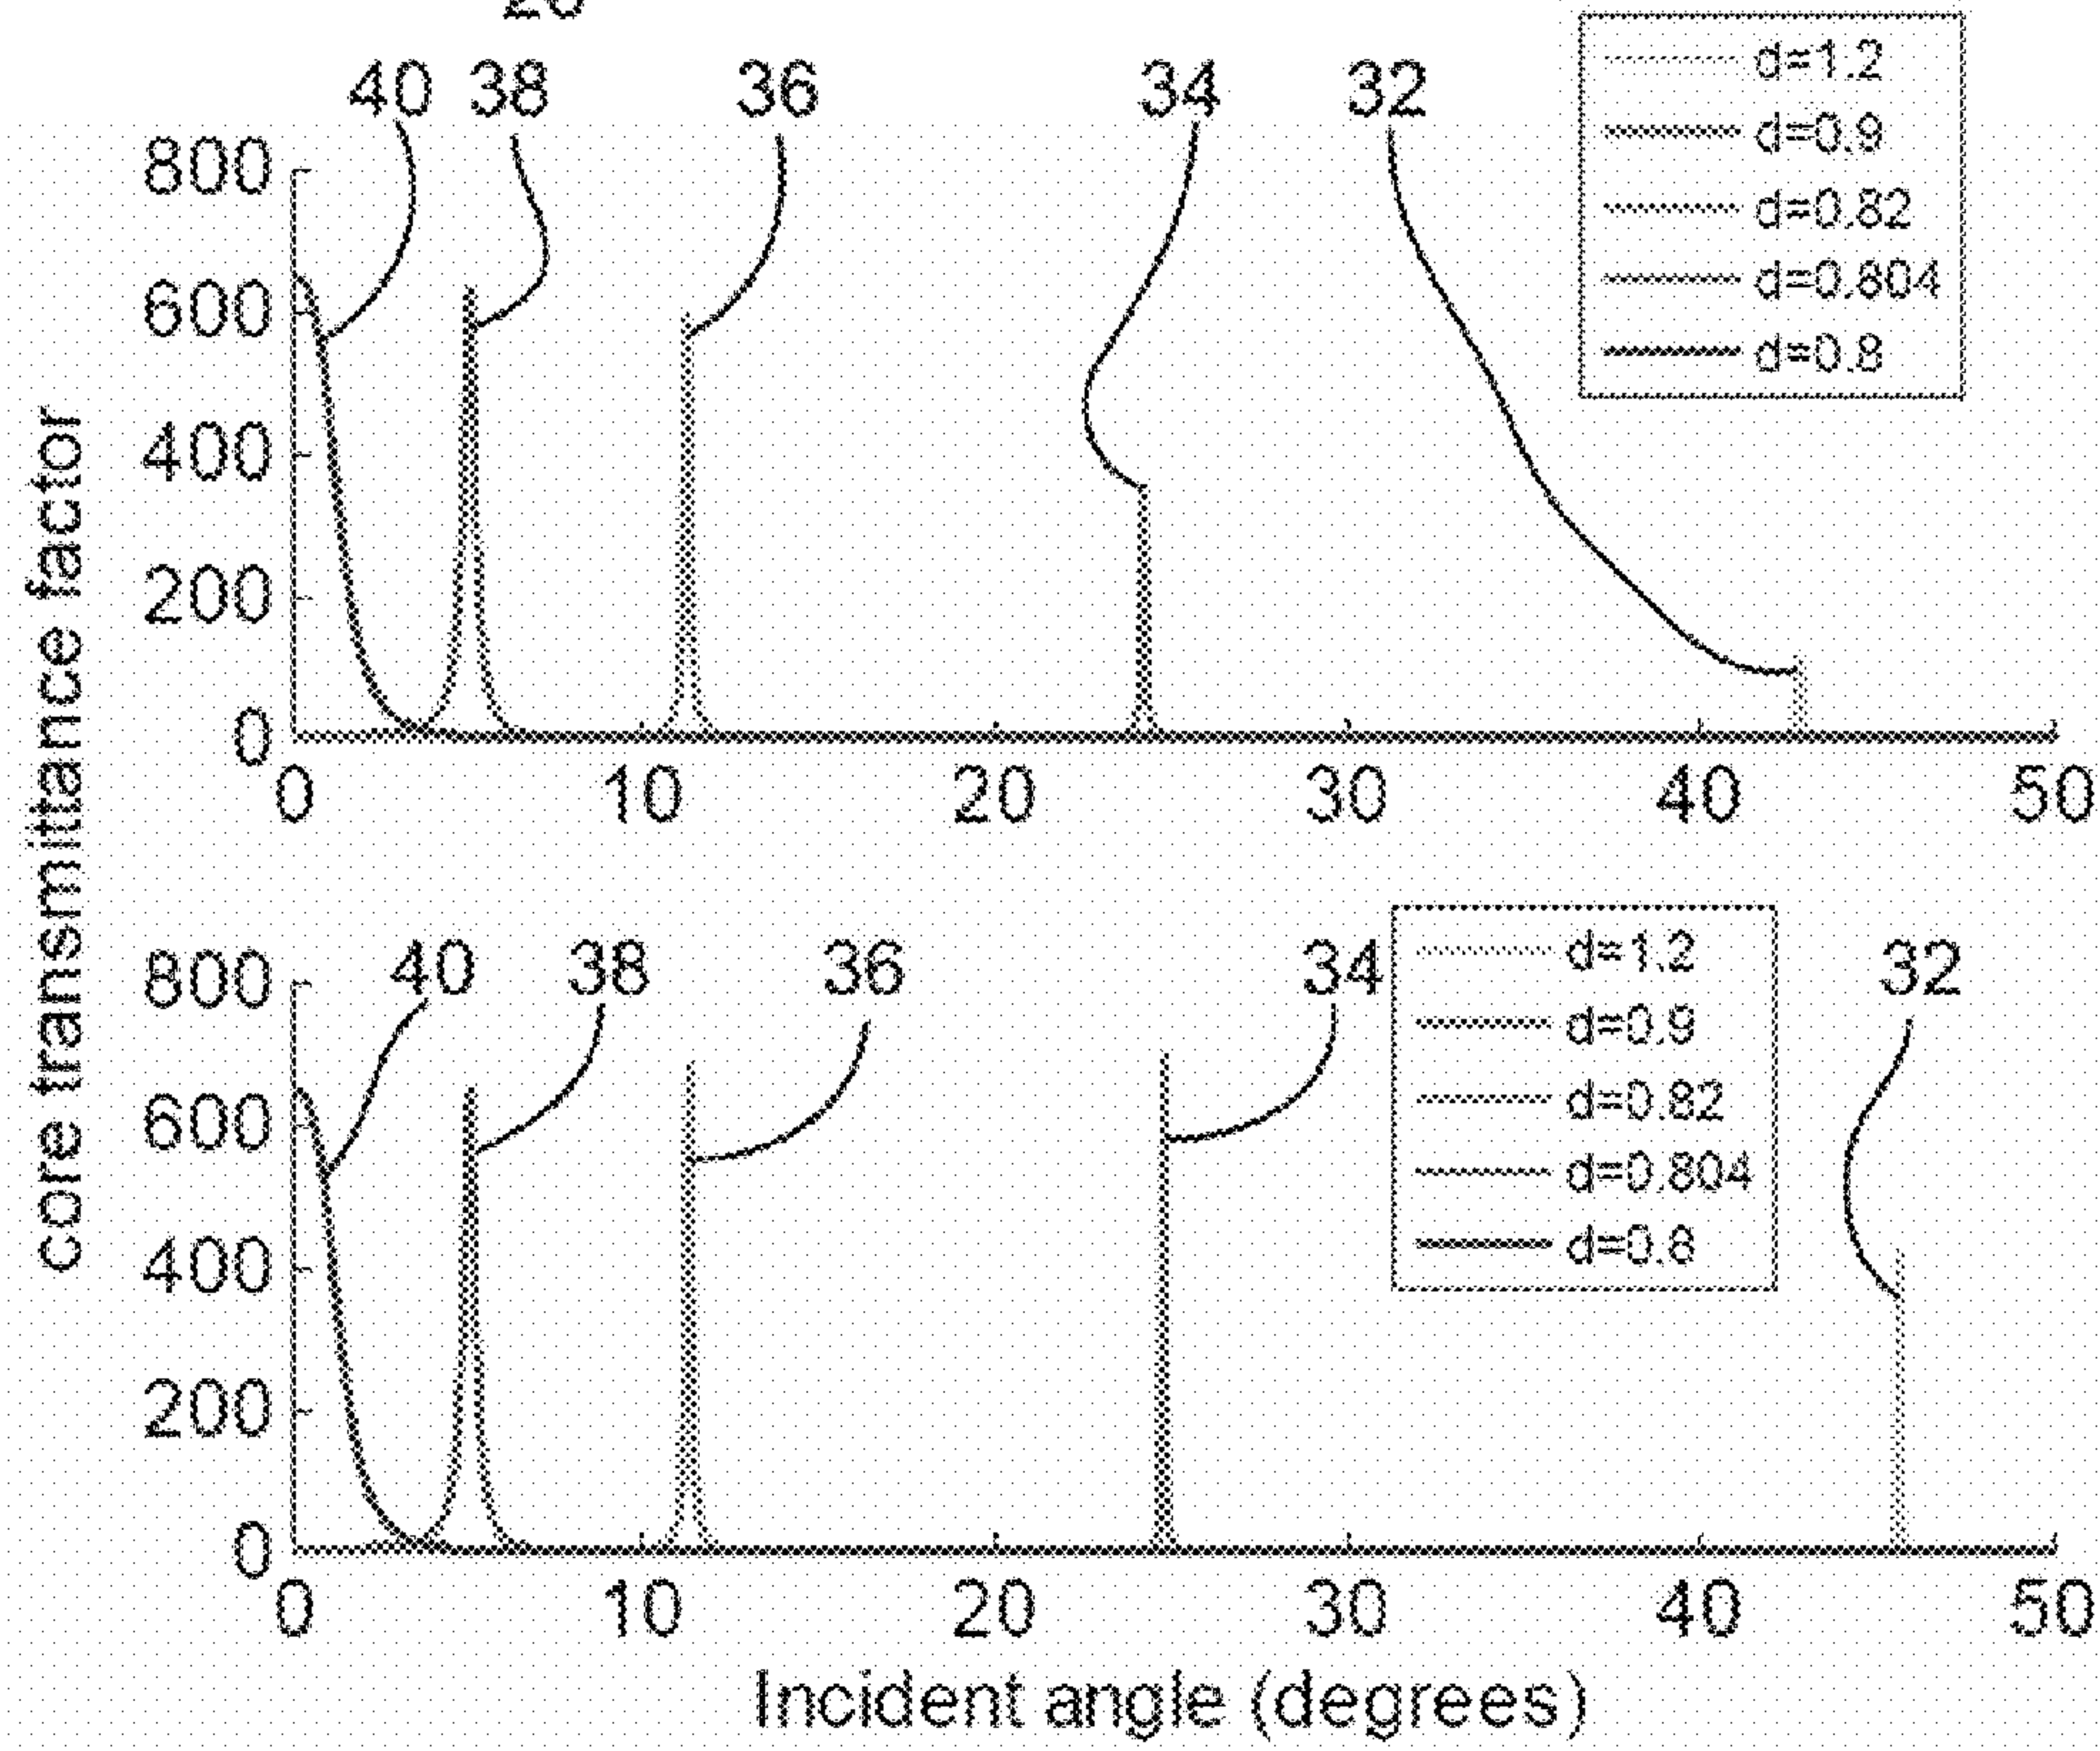 40 38 36 34 32
d=1.2
d=0.9
d=0.82
d=0.804
d=0.8
800
600
400
200
0
0 10 20 30 40 50
core transmittance factor
40 38 36 34 32
d=1.2
d=0.9
d=0.82
d=0.804
d=0.8
800
600
400
200
0
0 10 20 30 40 50
Incident angle (degrees)